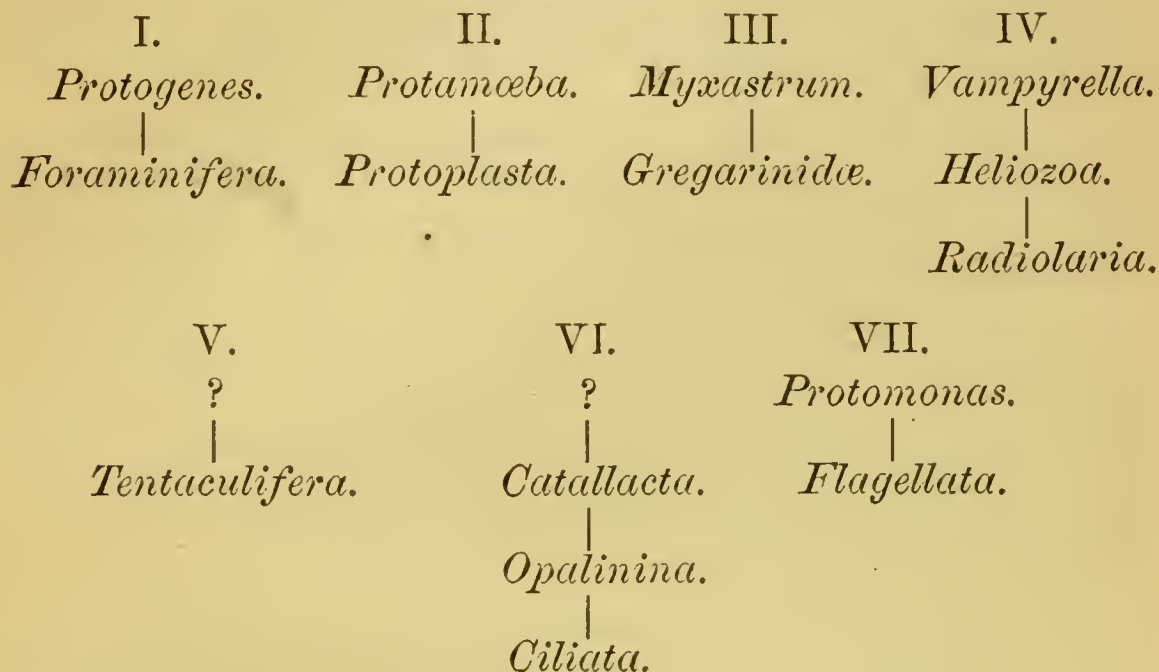 I. II. III. IV.
Protogenes. Protamœba. Myxastrum. Vampyrella.
Foraminifera. Protoplasta. Gregarinidæ. Heliozoa.
Radiolaria.
V. VI. VII.
? ? Protomonas.
Tentaculifera. Catallacta. Flagellata.
Opalinina.
Ciliata.